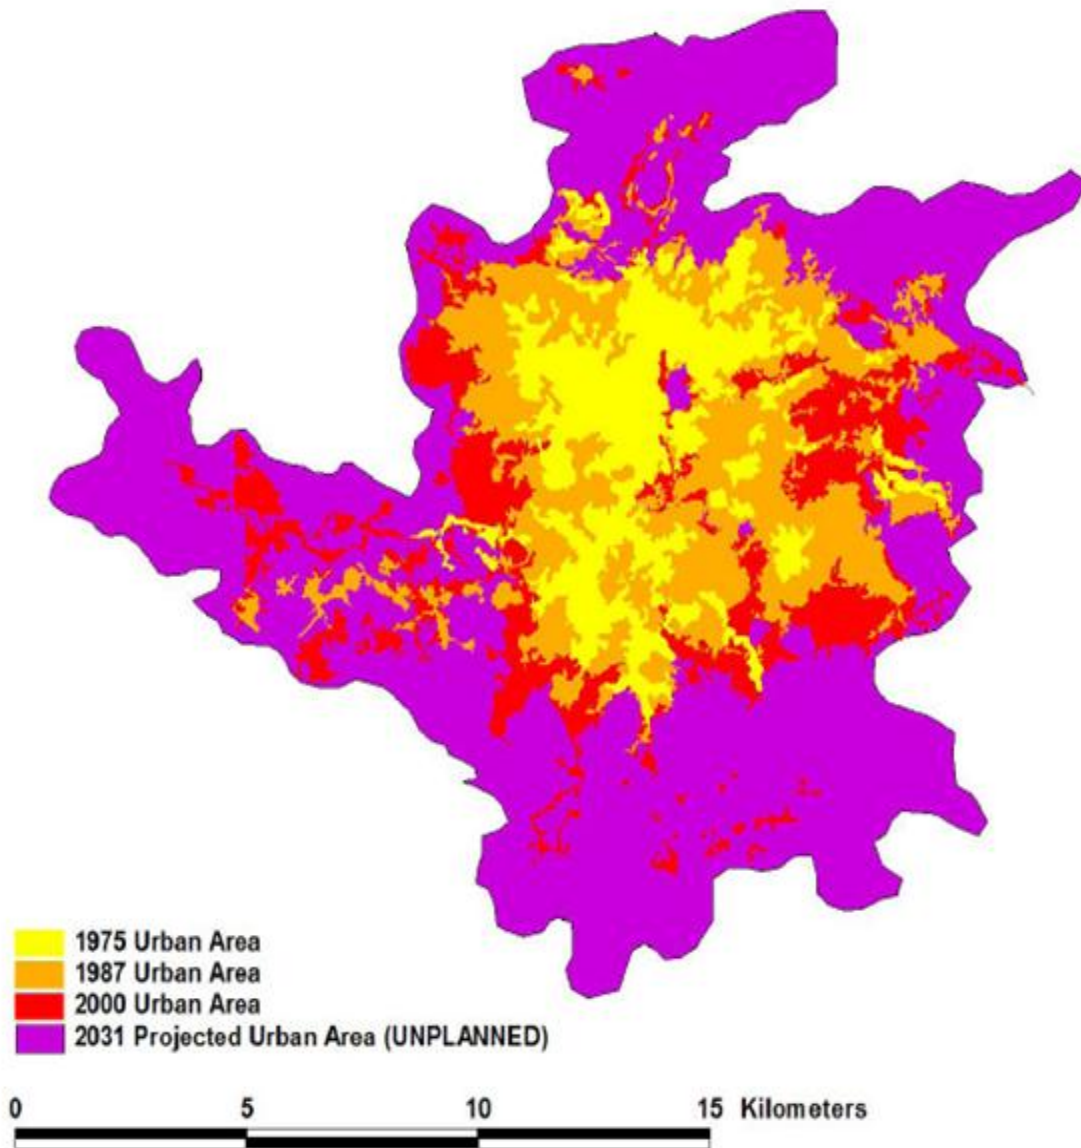 1975 Urban Area
1987 Urban Area
2000 Urban Area
2031 Projected Urban Area (UNPLANNED)
0 5 10 15 Kilometers